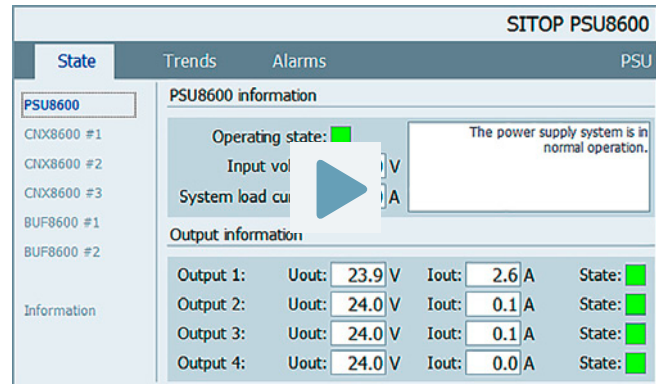 SITOP PSU8600
State Trends Alarms PSU
PSU8600
CNX8600 #1
CNX8600 #2
CNX8600 #3
BUF8600 #1
BUF8600 #2
Information
PSU8600 information
Operating state:
The power supply system is in
normal operation.
Input V
System load A
Output information
Output 1: Uout: 23.9 V Iout: 2.6 A State:
Output 2: Uout: 24.0 V Iout: 0.1 A State:
Output 3: Uout: 24.0 V Iout: 0.1 A State:
Output 4: Uout: 24.0 V Iout: 0.0 A State: